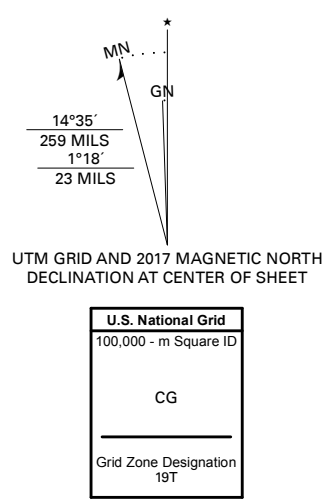 ★
MN
GN
14°35´
259 MILS
1°18´
23 MILS
UTM GRID AND 2017 MAGNETIC NORTH
DECLINATION AT CENTER OF SHEET
U.S. National Grid
100,000 - m Square ID
CG
Grid Zone Designation
19T